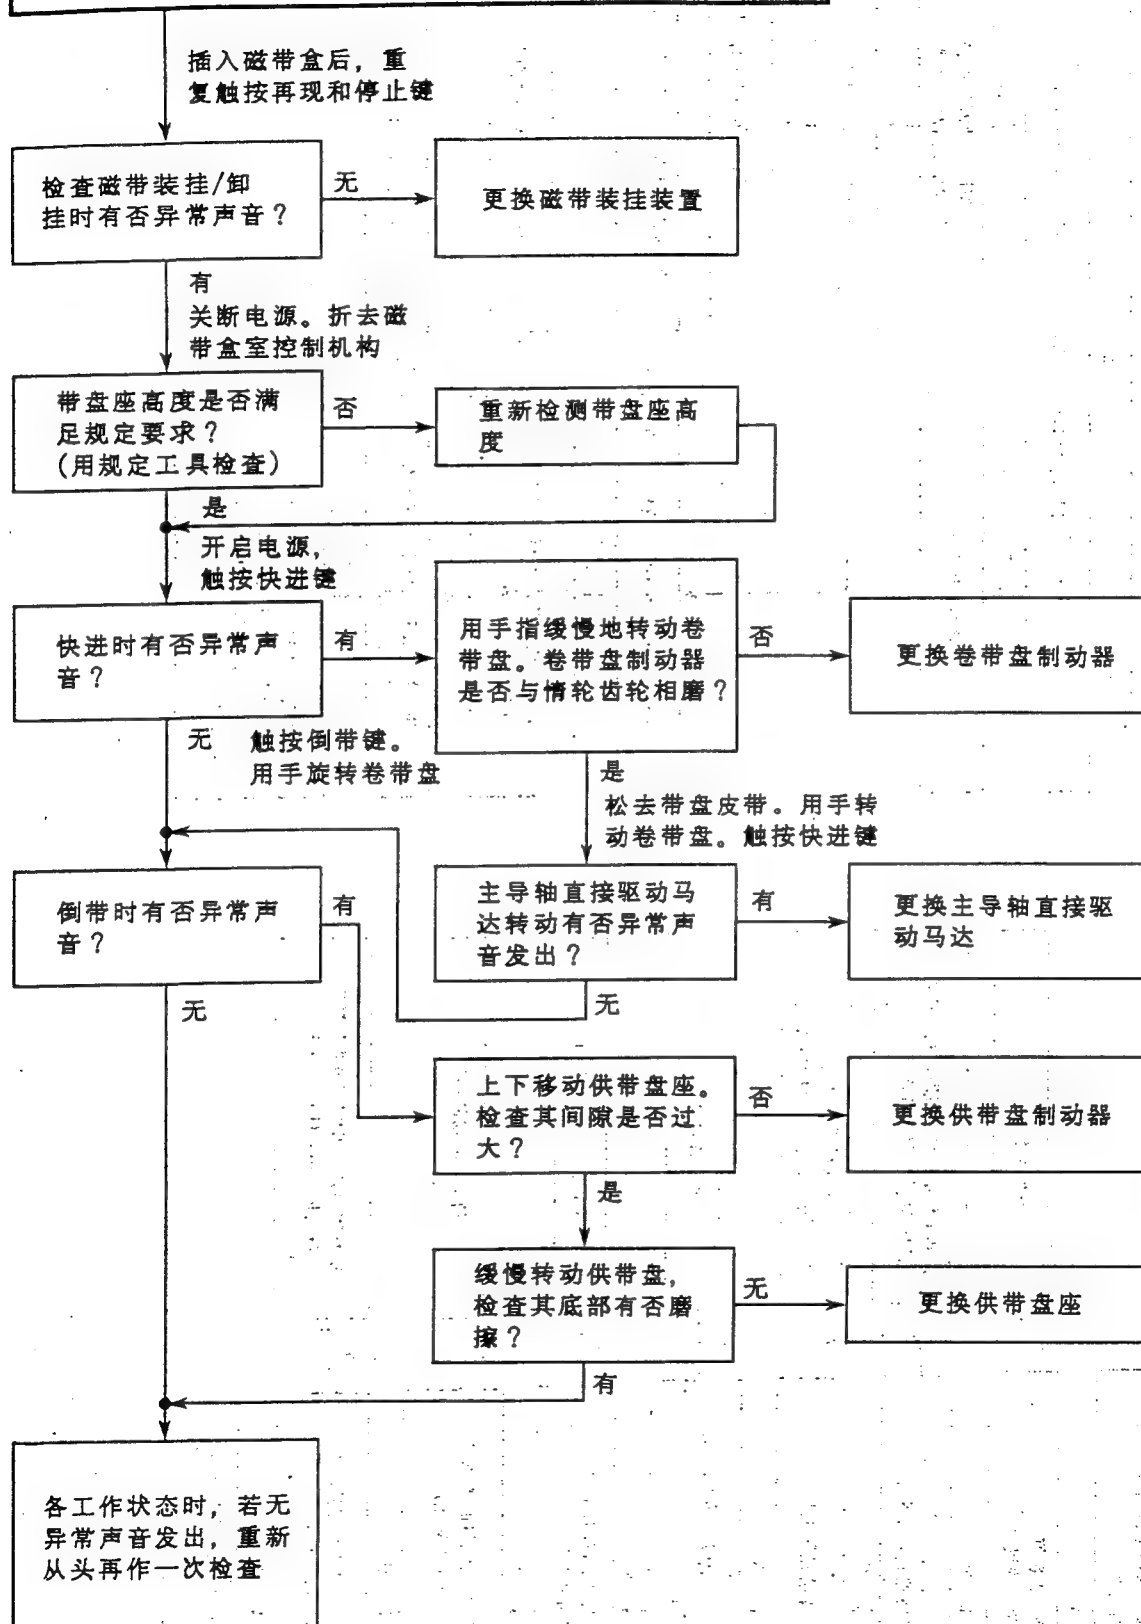 插入磁带盒后，重
复触按再现和停止键
检查磁带装挂/卸
挂时有否异常声音？
无
更换磁带装挂装置
有
关断电源。折去磁
带盒室控制机构
带盘座高度是否满
足规定要求？
(用规定工具检查)
否
重新检测带盘座高
度
是
开启电源，
触按快进键
快进时有否异常声
音？
有
用手指缓慢地转动卷
带盘。卷带盘制动器
是否与惰轮齿轮相磨？
否
更换卷带盘制动器
无
触按倒带键。
用手旋转卷带盘
是
松去带盘皮带。用手转
动卷带盘。触按快进键
倒带时有否异常声
音？
有
主导轴直接驱动马
达转动有否异常声
音发出？
有
更换主导轴直接驱
动马达
无
无
上下移动供带盘座。
检查其间隙是否过
大？
否
更换供带盘制动器
是
缓慢转动供带盘，
检查其底部有否磨
擦？
无
更换供带盘座
有
各工作状态时，若无
异常声音发出，重新
从头再作一次检查